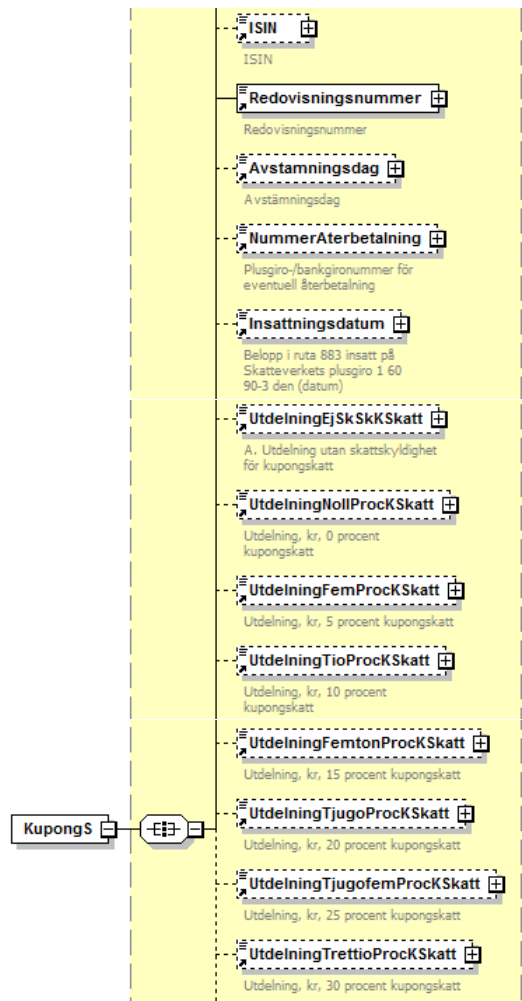 ISIN
ISIN
Redovisningsnummer
Redovisningsnummer
Avstamningsdag
Avstämningsdag
NummerAterbetalning
Plusgiro-/bankgironummer för
eventuell återbetalning
Insattningsdatum
Belopp i ruta 883 insatt på
Skatteverkets plusgiro 1 60
90-3 den (datum)
UtdelningEjSkSkKSkatt
A. Utdelning utan skattskyldighet
för kupongskatt
UtdelningNollProcKSkatt
Utdelning, kr, 0 procent
kupongskatt
UtdelningFemProcKSkatt
Utdelning, kr, 5 procent kupongskatt
UtdelningTioProcKSkatt
Utdelning, kr, 10 procent
kupongskatt
UtdelningFemtonProcKSkatt
Utdelning, kr, 15 procent kupongskatt
KupongS
UtdelningTjugoProcKSkatt
Utdelning, kr, 20 procent kupongskatt
UtdelningTjugofemProcKSkatt
Utdelning, kr, 25 procent kupongskatt
UtdelningTrettioProcKSkatt
Utdelning, kr, 30 procent kupongskatt